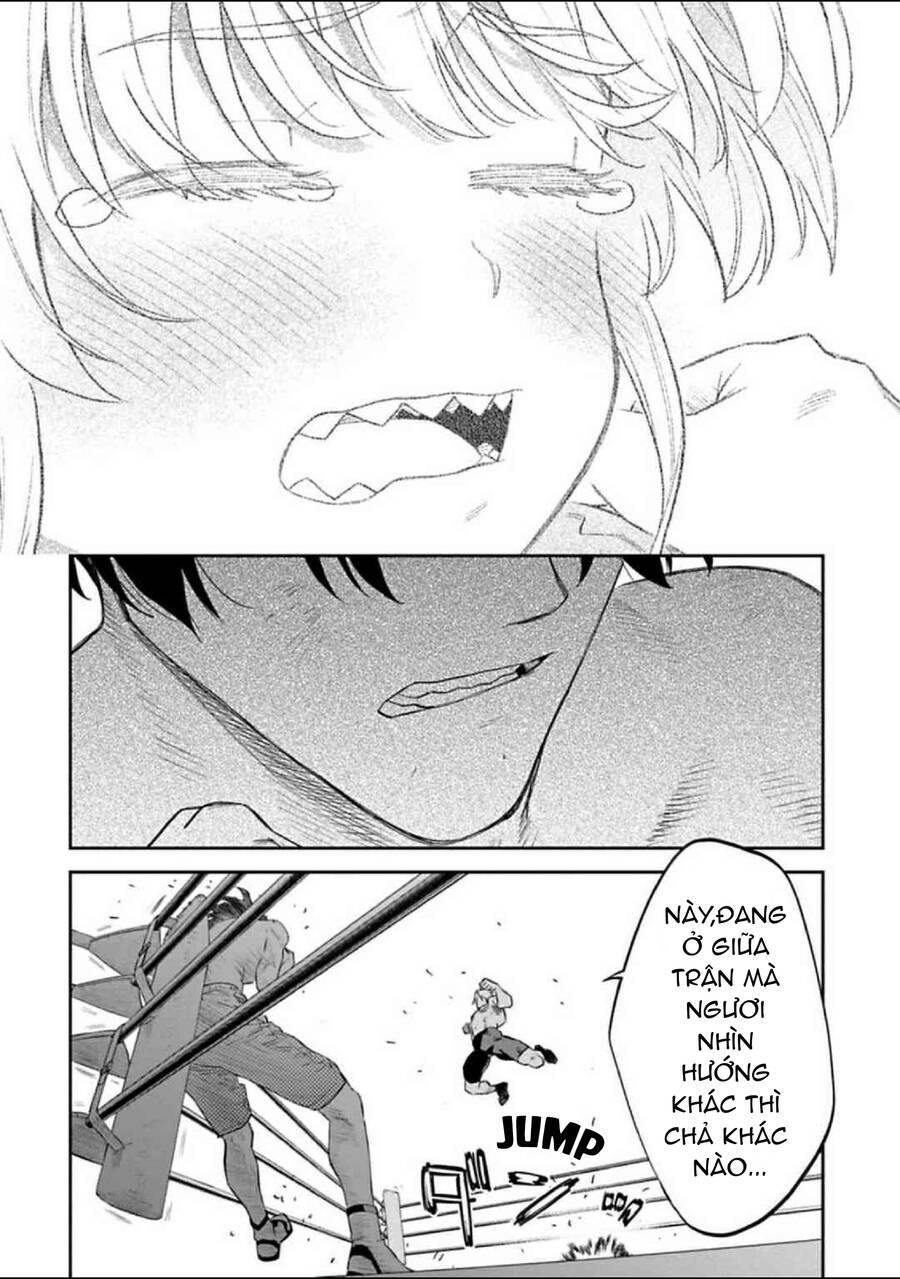 NÀY,ĐANG
Ở GIỮA
TRẬN MÀ
NGƯƠI
NHÌN
HƯỚNG
KHÁC THÌ
CHẢ KHÁC
NÀO...
JUMP